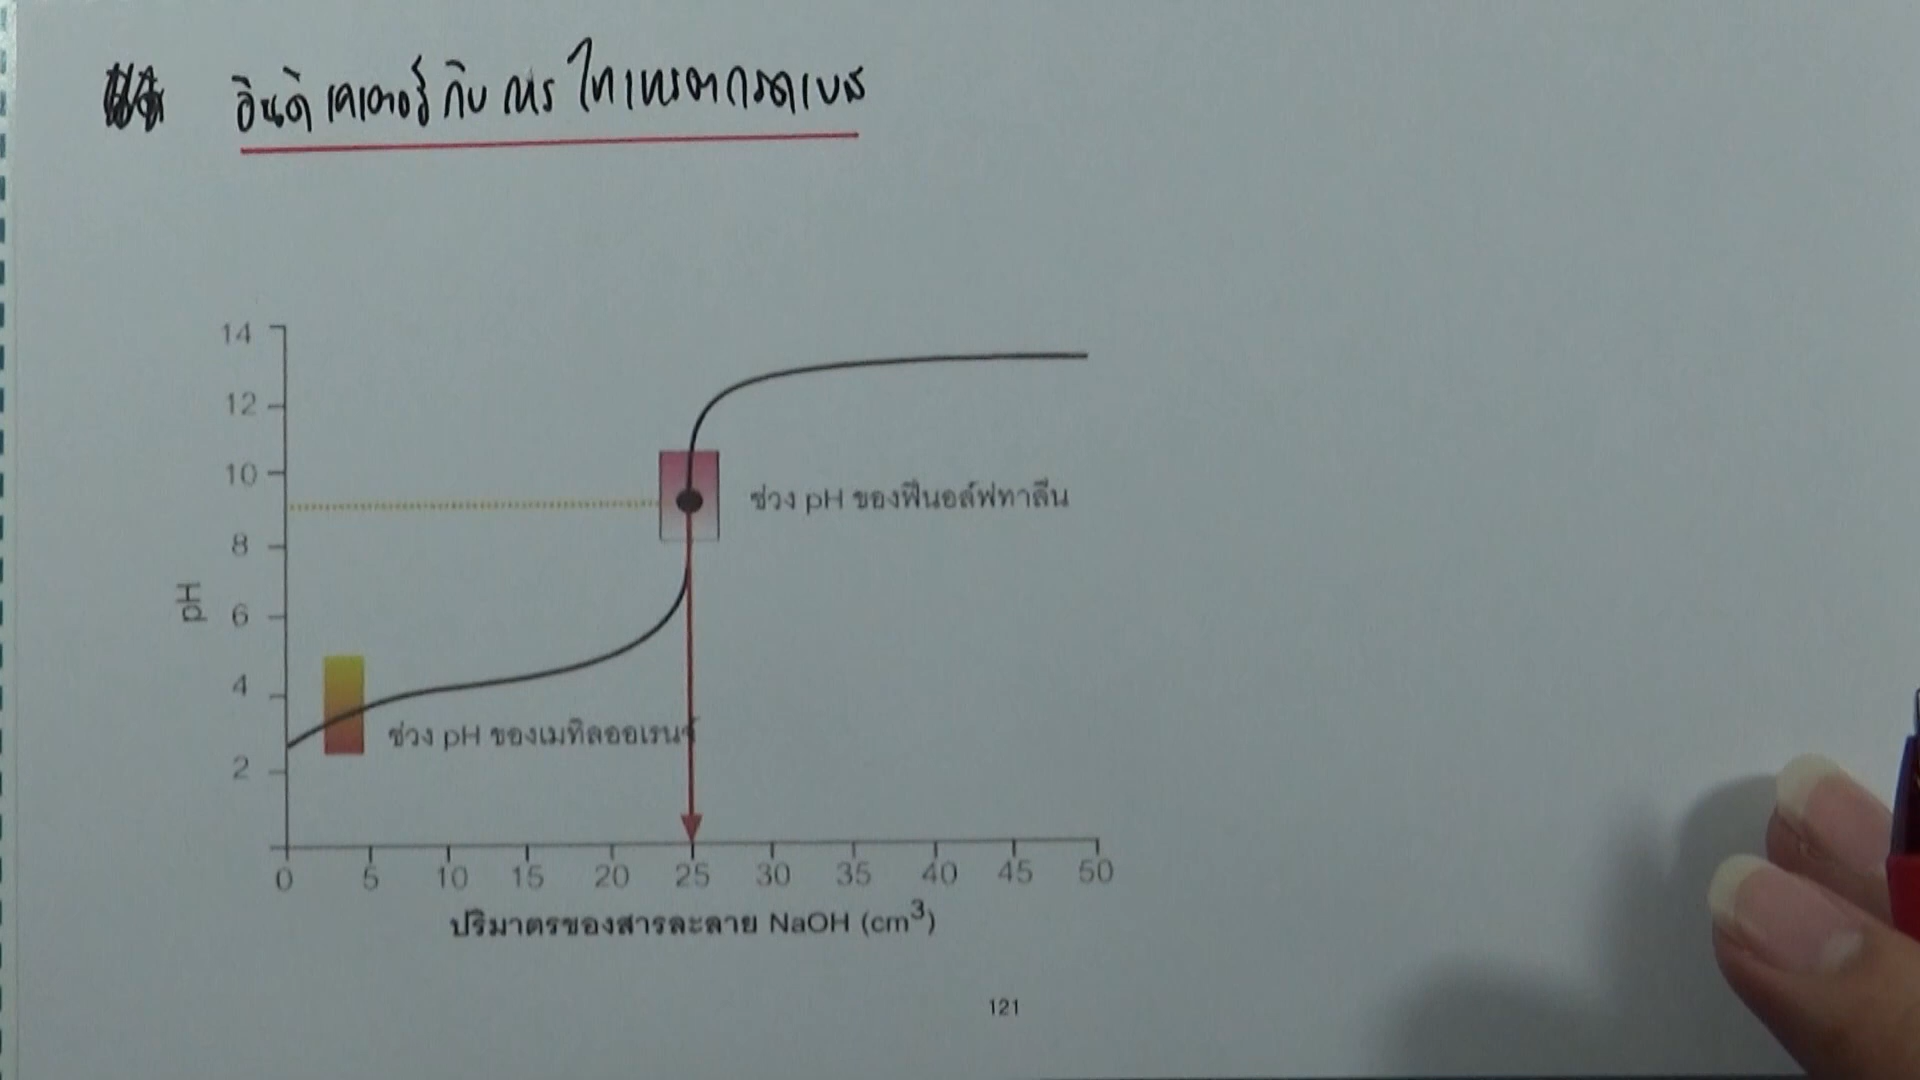 อินดิเคเตอร์กับการไทเทรตกรดเบส
14
12
10
8
6
4
2
pH
ช่วง pH ของฟีนอล์ฟทาลีน
ช่วง pH ของเมทิลออเรนจ์
0 5 10 15 20 25 30 35 40 45 50
ปริมาตรของสารละลาย NaOH (cm³)
121